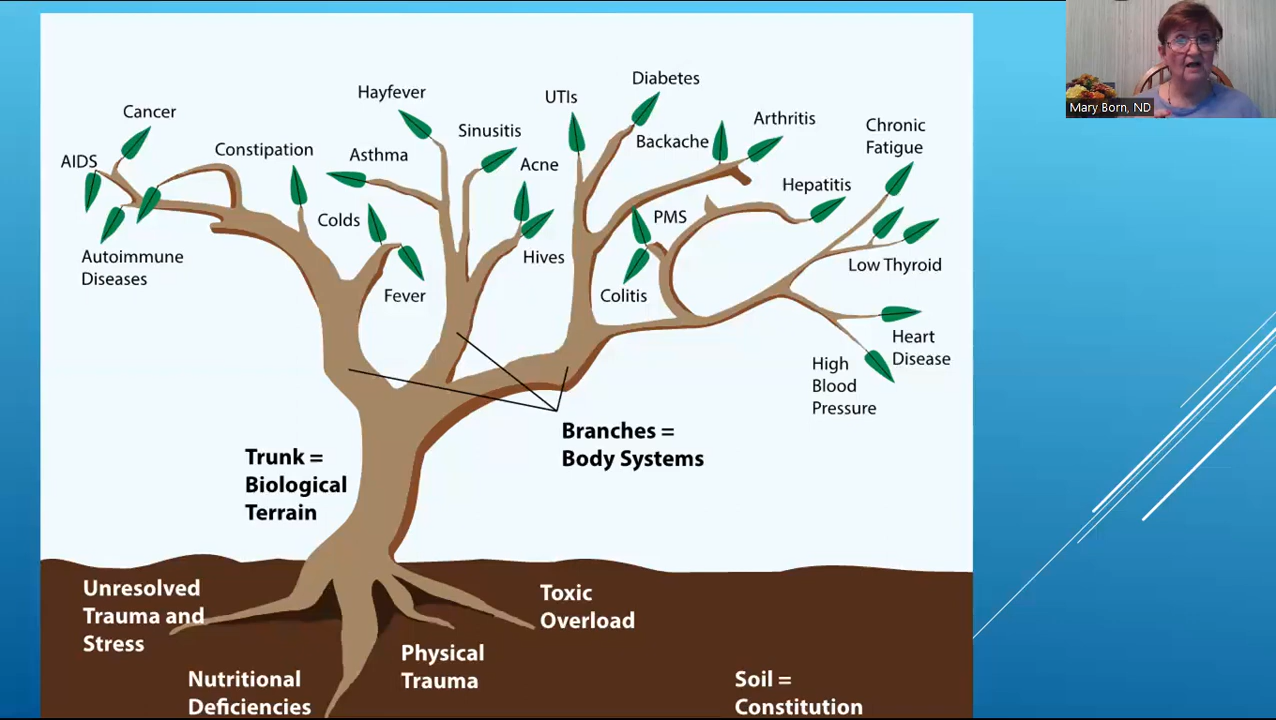 Mary Born, ND
Cancer
AIDS
Autoimmune
Diseases
Constipation
Colds
Fever
Hayfever
Asthma
Sinusitis
Acne
Hives
UTIs
Diabetes
Backache
Arthritis
PMS
Colitis
Hepatitis
Chronic
Fatigue
Low Thyroid
Heart
Disease
High
Blood
Pressure
Branches =
Body Systems
Trunk =
Biological
Terrain
Unresolved
Trauma and
Stress
Nutritional
Deficiencies
Physical
Trauma
Toxic
Overload
Soil =
Constitution